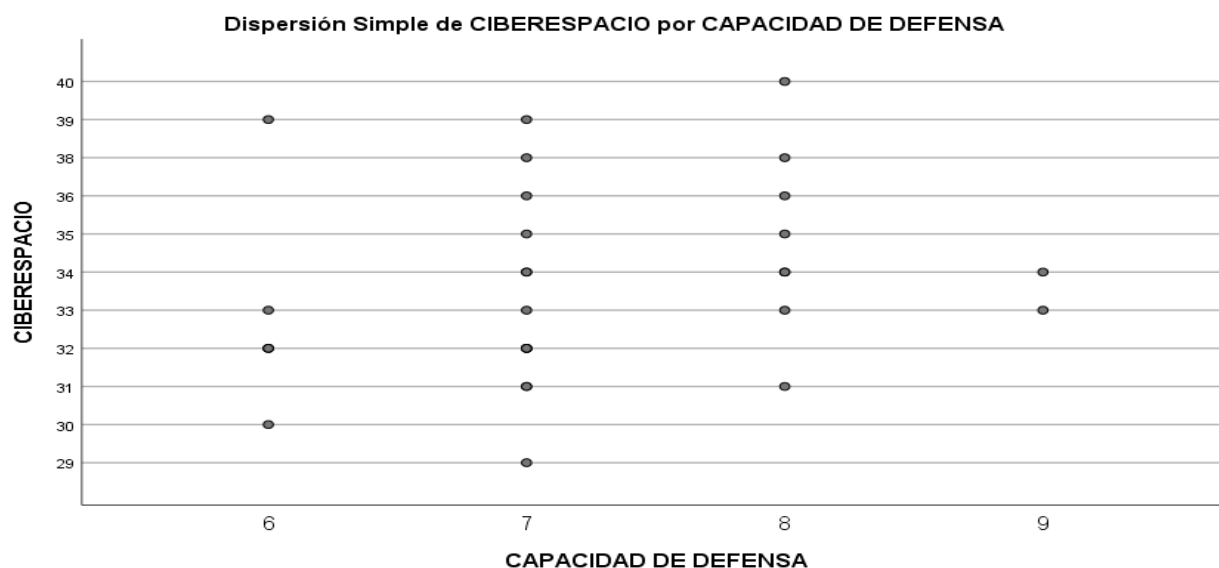 Dispersión Simple de CIBERESPACIO por CAPACIDAD DE DEFENSA
CIBERESPACIO
40
39
38
36
35
34
33
32
31
30
29
6 7 8 9
CAPACIDAD DE DEFENSA